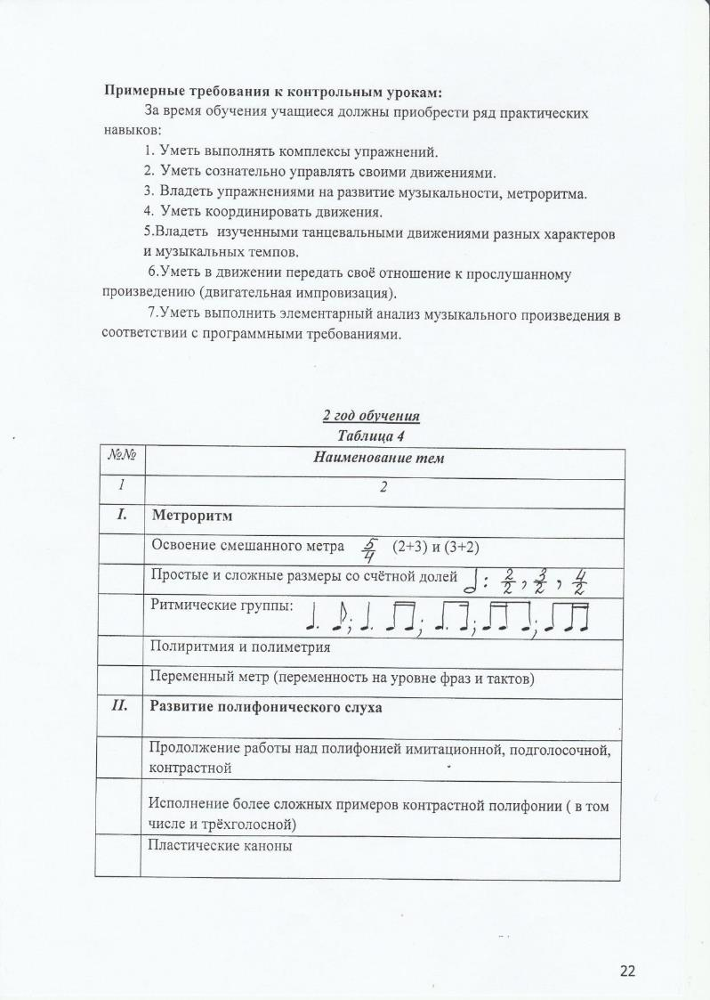 Примерные требования к контрольным урокам:
За время обучения учащиеся должны приобрести ряд практических
навыков:
1. Уметь выполнять комплексы упражнений.
2. Уметь сознательно управлять своими движениями.
3. Владеть упражнениями на развитие музыкальности, метроритма.
4. Уметь координировать движения.
5.Владеть изученными танцевальными движениями разных характеров
и музыкальных темпов.
6.Уметь в движении передать своё отношение к прослушанному
произведению (двигательная импровизация).
7.Уметь выполнить элементарный анализ музыкального произведения в
соответствии с программными требованиями.
2 год обучения
Таблица 4
№№ Наименование тем
1 2
I. Метроритм
Освоение смешанного метра 5/4 (2+3) и (3+2)
Простые и сложные размеры со счётной долей 𝅗𝅥 : 2/2, 3/2, 4/2
Ритмические группы:
Полиритмия и полиметрия
Переменный метр (переменность на уровне фраз и тактов)
II. Развитие полифонического слуха
Продолжение работы над полифонией имитационной, подголосочной,
контрастной
Исполнение более сложных примеров контрастной полифонии ( в том
числе и трёхголосной)
Пластические каноны
22